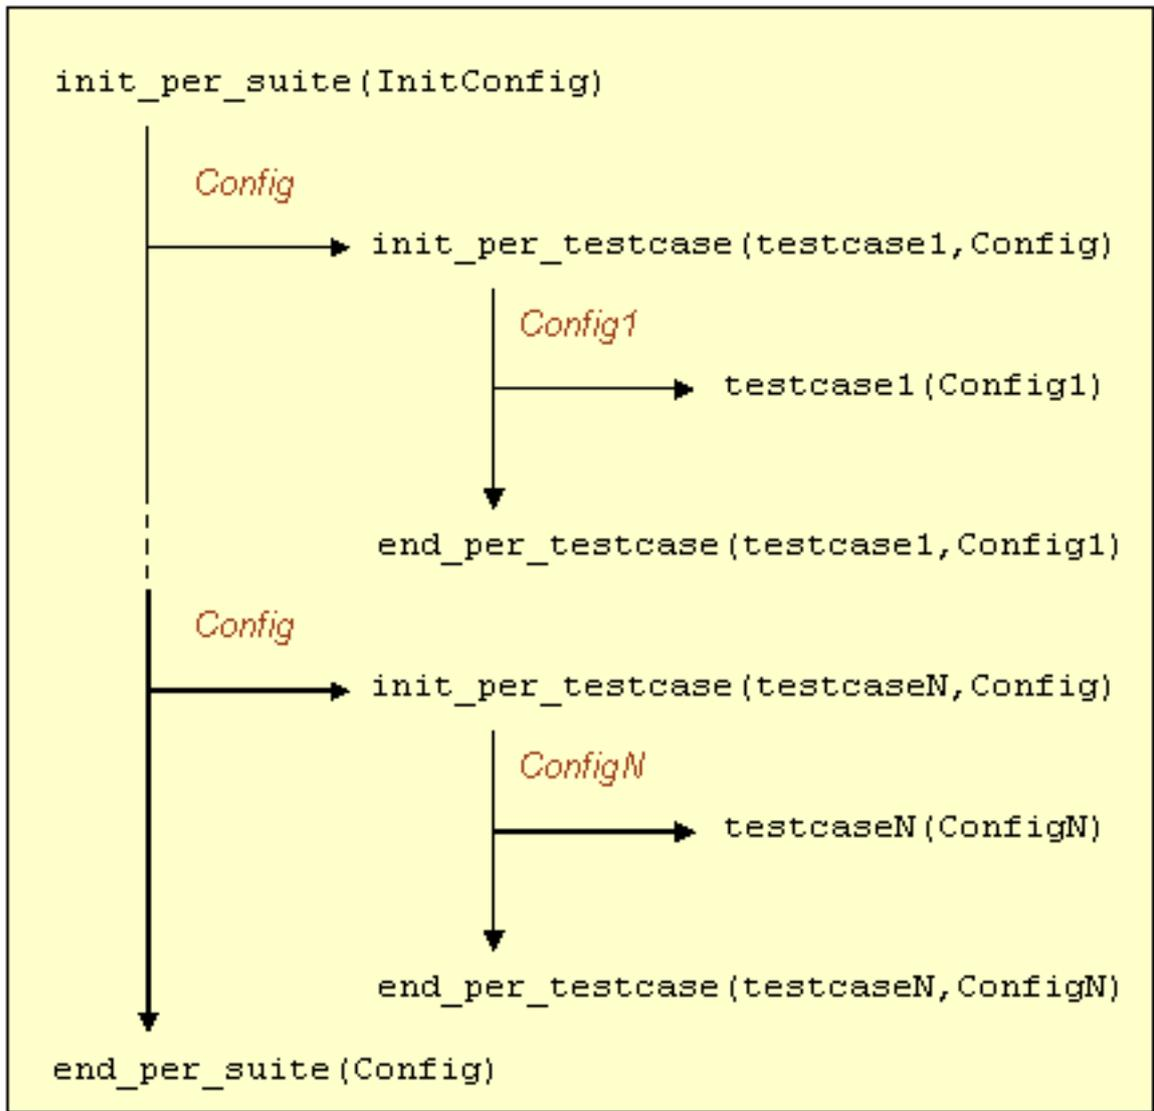 init_per_suite(InitConfig)
Config
init_per_testcase(testcase1,Config)
Config1
testcase1(Config1)
end_per_testcase(testcase1,Config1)
Config
init_per_testcase(testcaseN,Config)
ConfigN
testcaseN(ConfigN)
end_per_testcase(testcaseN,ConfigN)
end_per_suite(Config)